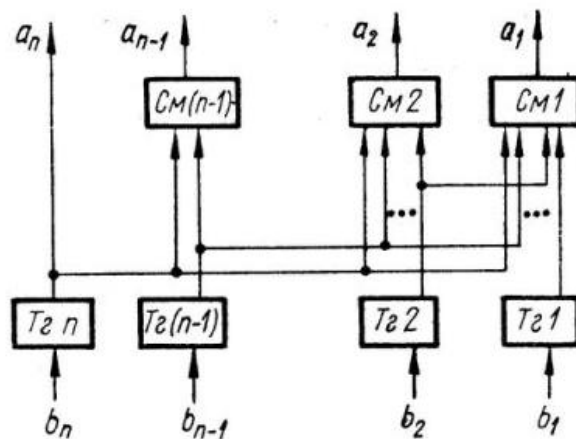 aₙ aₙ₋₁ a₂ a₁
См(n-1) См2 См1
... ...
Тг n Тг(n-1) Тг2 Тг1
bₙ bₙ₋₁ b₂ b₁